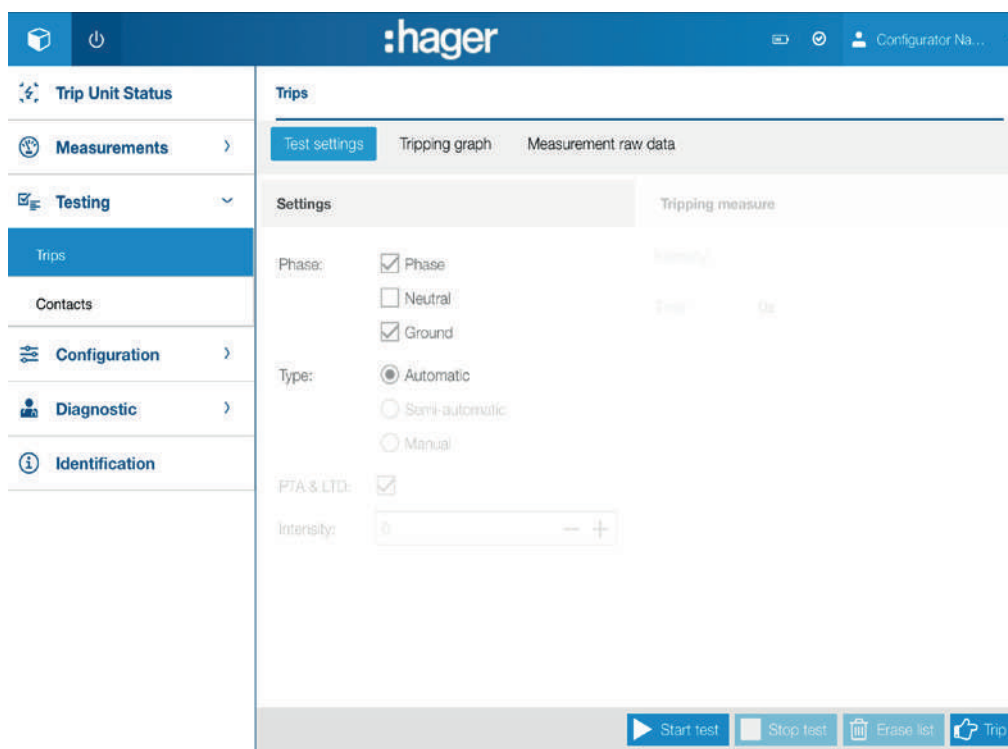 :hager
Configurator Na...
Trip Unit Status
Measurements
Testing
Trips
Contacts
Configuration
Diagnostic
Identification
Trips
Test settings Tripping graph Measurement raw data
Settings
Tripping measure
Phase: Phase
Neutral
Ground
Type: Automatic
Semi-automatic
Manual
PTA & LTD:
Intensity: 0
0s
Start test Stop test Erase list Trip